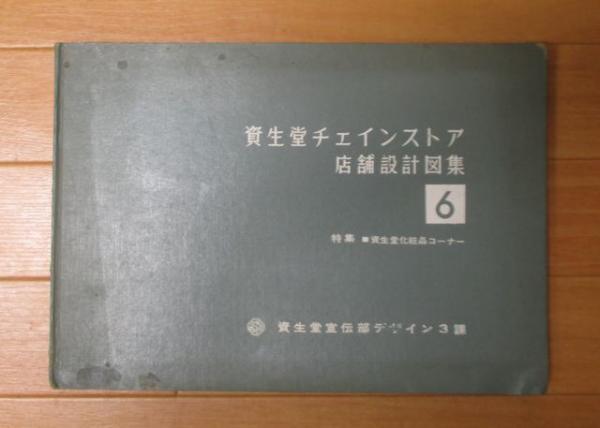 資生堂チェインストア
店舗設計図集
6
特集 ■ 資生堂化粧品コーナー
資生堂宣伝部デザイン3課